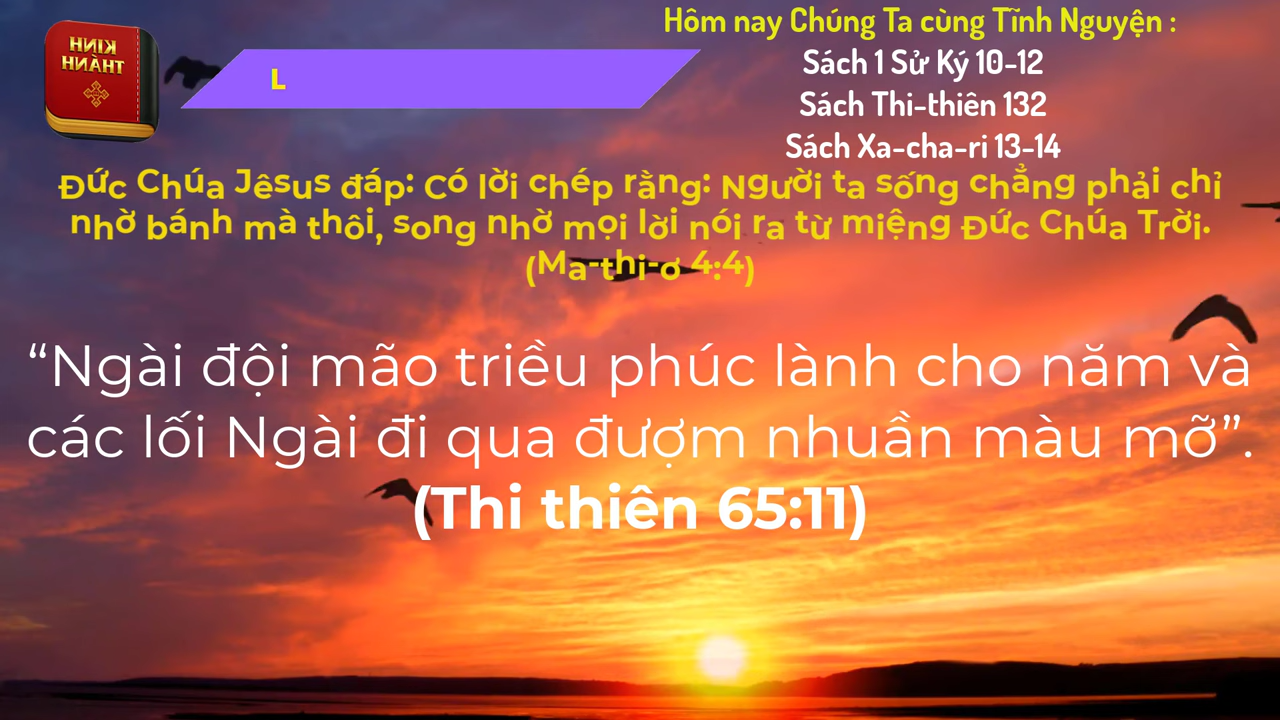 KINH
THÁNH
L
Hôm nay Chúng Ta cùng Tĩnh Nguyện :
Sách 1 Sử Ký 10-12
Sách Thi-thiên 132
Sách Xa-cha-ri 13-14
Đức Chúa Jêsus đáp: Có lời chép rằng: Người ta sống chẳng phải chỉ
nhờ bánh mà thôi, song nhờ mọi lời nói ra từ miệng Đức Chúa Trời.
(Ma-thi-ơ 4:4)
“Ngài đội mão triều phúc lành cho năm và
các lối Ngài đi qua đượm nhuần màu mỡ”.
(Thi thiên 65:11)